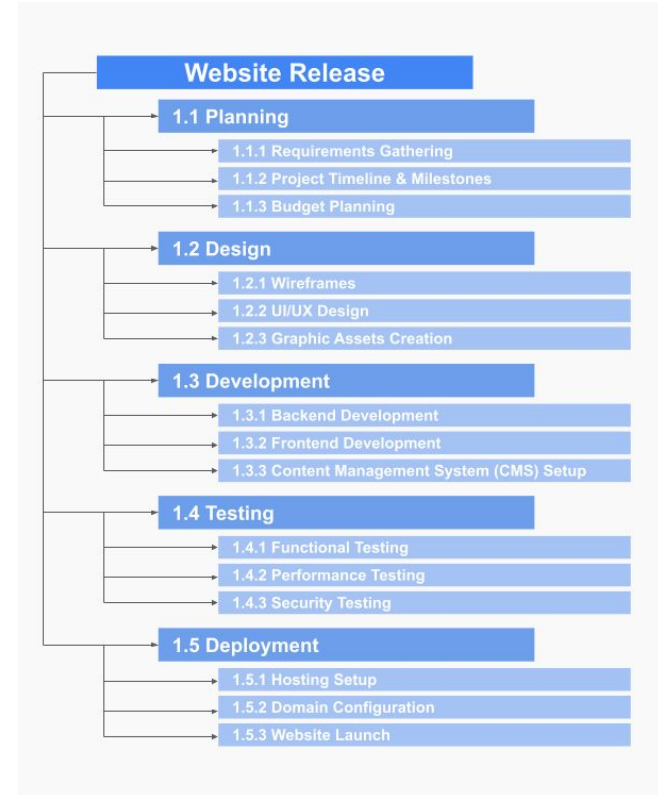 Website Release
1.1 Planning
1.1.1 Requirements Gathering
1.1.2 Project Timeline & Milestones
1.1.3 Budget Planning
1.2 Design
1.2.1 Wireframes
1.2.2 UI/UX Design
1.2.3 Graphic Assets Creation
1.3 Development
1.3.1 Backend Development
1.3.2 Frontend Development
1.3.3 Content Management System (CMS) Setup
1.4 Testing
1.4.1 Functional Testing
1.4.2 Performance Testing
1.4.3 Security Testing
1.5 Deployment
1.5.1 Hosting Setup
1.5.2 Domain Configuration
1.5.3 Website Launch